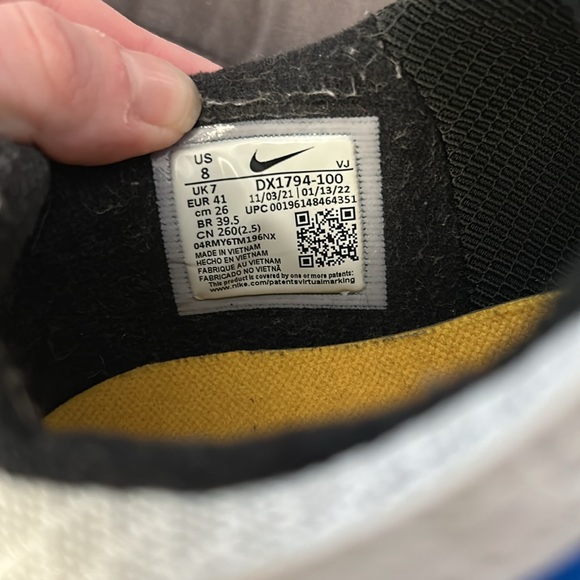 US
8
UK 7
EUR 41
cm 26
BR 39.5
CN 260(2.5)
VJ
DX1794-100
11/03/21 | 01/13/22
UPC 00196148464351
04RMY6TM196NX
MADE IN VIETNAM
HECHO EN VIETNAM
FABRIQUE AU VIETNAM
FABRICADO NO VIETNÃ
This product is covered by one or more patents:
www.nike.com/patentsvirtualmarking